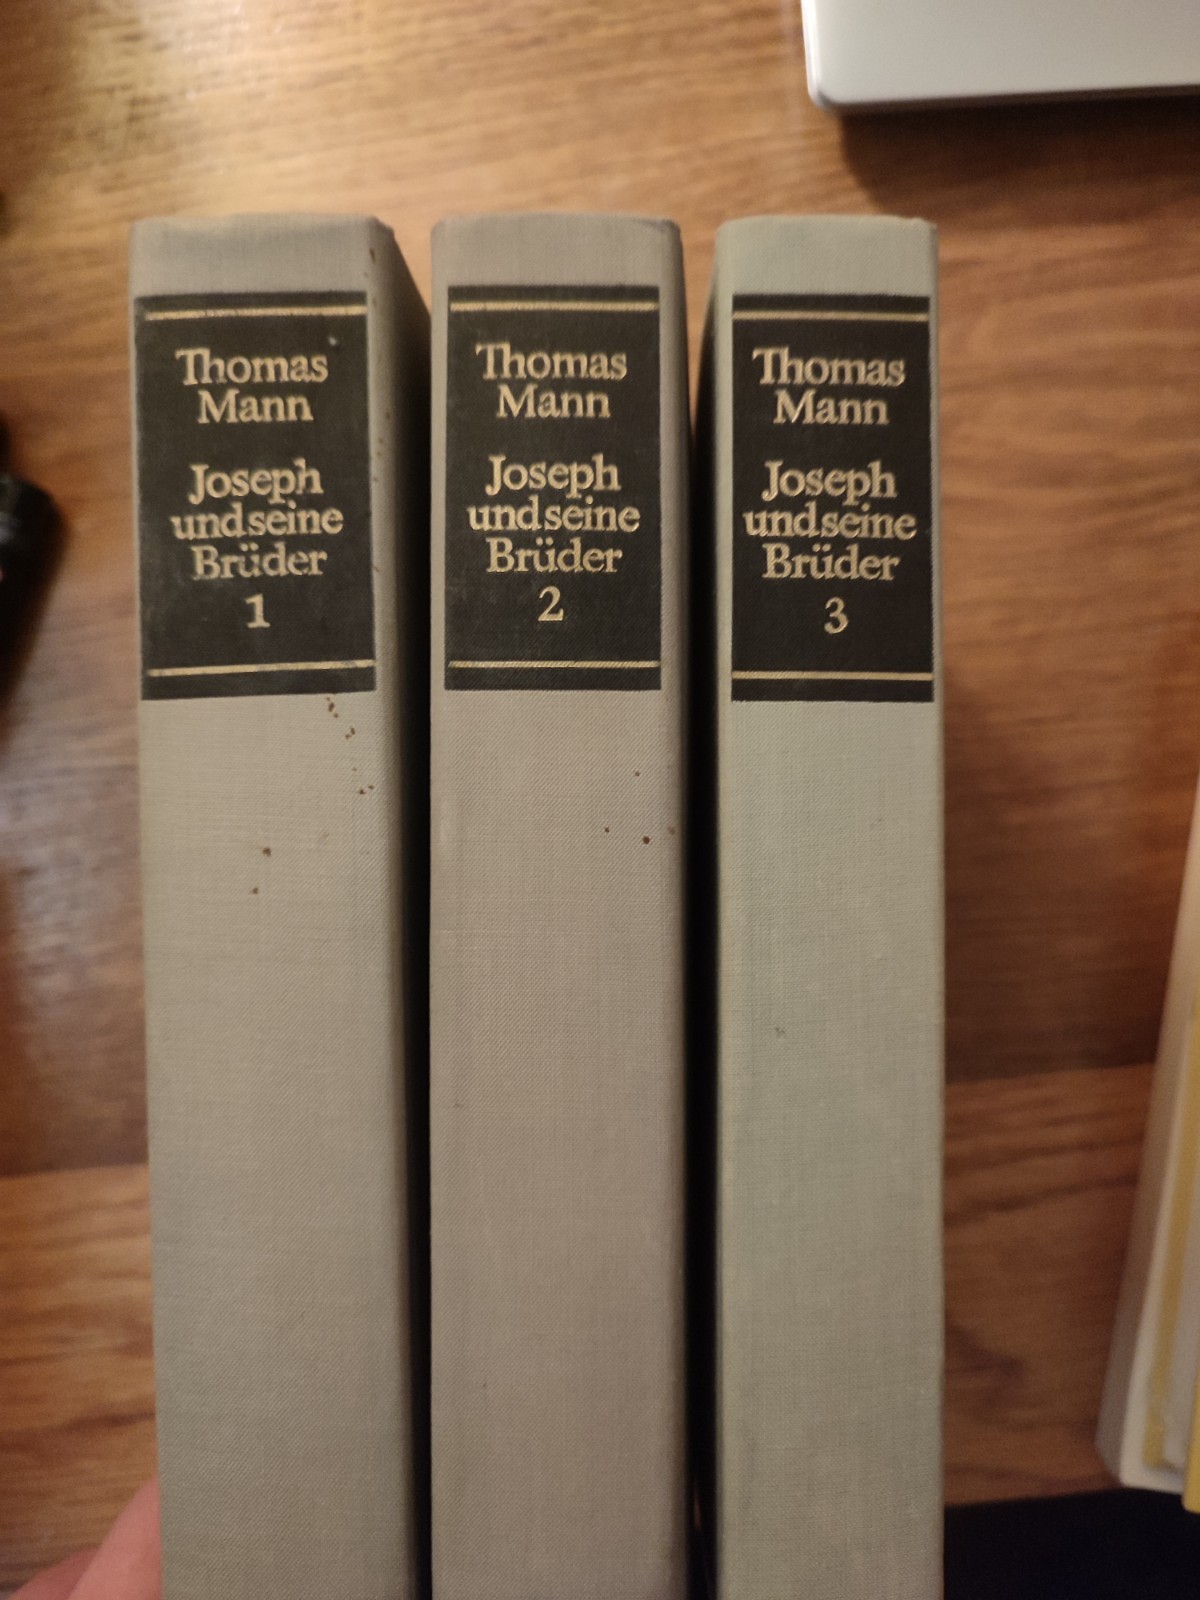 Thomas
Mann
Joseph
und seine
Brüder
1
Thomas
Mann
Joseph
und seine
Brüder
2
Thomas
Mann
Joseph
und seine
Brüder
3